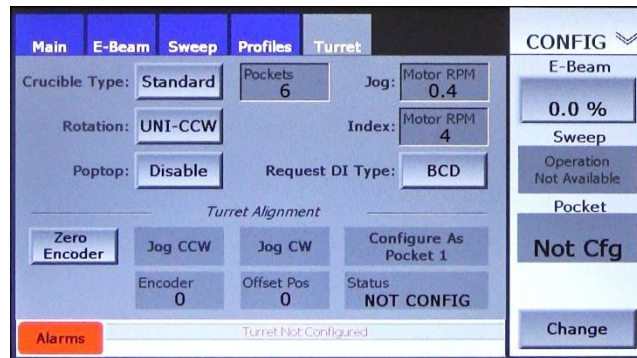 Main E-Beam Sweep Profiles Turret
Crucible Type: Standard
Pockets
6
Jog: Motor RPM
0.4
Rotation: UNI-CCW
Index: Motor RPM
4
Poptop: Disable
Request DI Type: BCD
Turret Alignment
Zero
Encoder
Jog CCW
Jog CW
Configure As
Pocket 1
Encoder
0
Offset Pos
0
Status
NOT CONFIG
Alarms
Turret Not Configured
CONFIG
E-Beam
0.0 %
Sweep
Operation
Not Available
Pocket
Not Cfg
Change